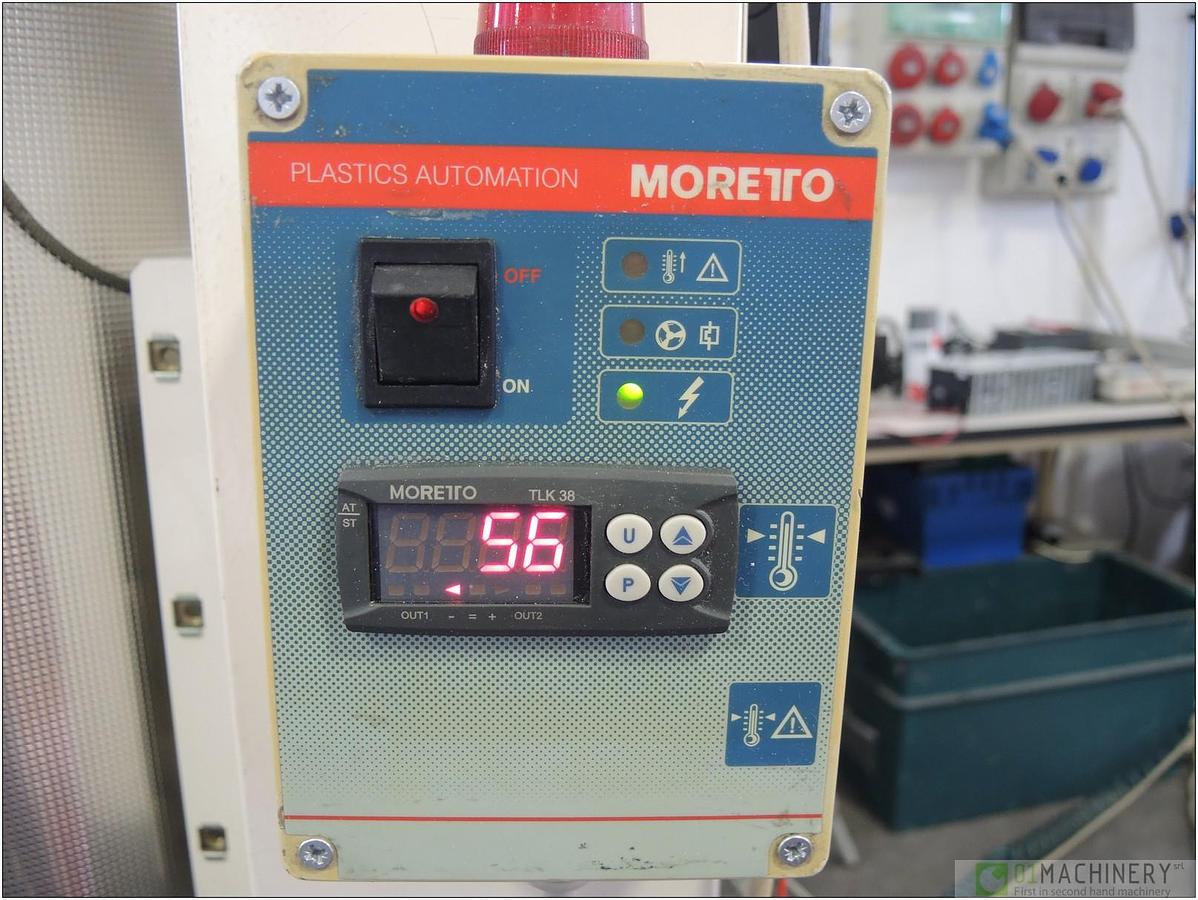 PLASTICS AUTOMATION MORETTO
OFF
ON
MORETTO TLK 38
AT
ST
56
U
P
OUT1 - = + OUT2
01MACHINERY srl
First in second hand machinery